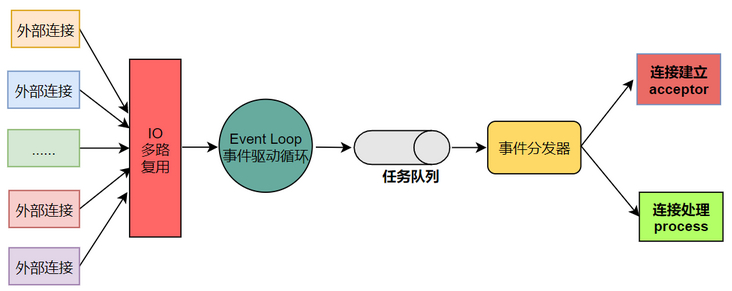 外部连接
外部连接
......
外部连接
外部连接
IO
多路
复用
Event Loop
事件驱动循环
任务队列
事件分发器
连接建立
acceptor
连接处理
process